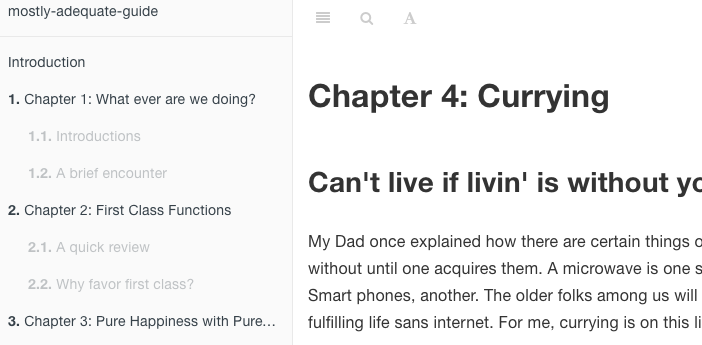 mostly-adequate-guide
Introduction
1. Chapter 1: What ever are we doing?
1.1. Introductions
1.2. A brief encounter
2. Chapter 2: First Class Functions
2.1. A quick review
2.2. Why favor first class?
3. Chapter 3: Pure Happiness with Pure...
A
Chapter 4: Currying
Can't live if livin' is without
My Dad once explained how there are certain things
without until one acquires them. A microwave is one
Smart phones, another. The older folks among us will
fulfilling life sans internet. For me, currying is on this